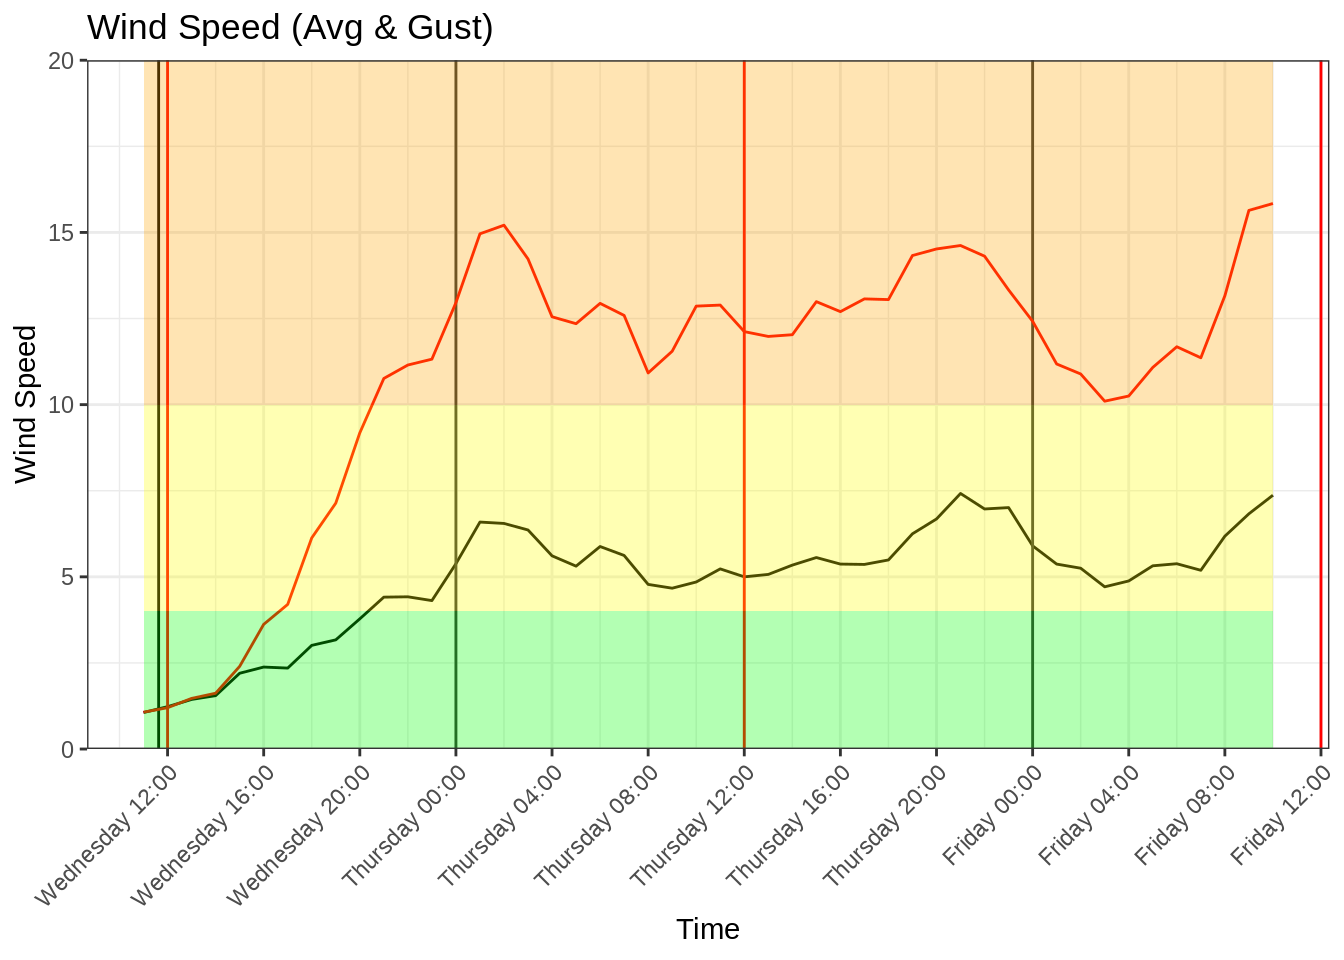 Wind Speed (Avg & Gust)
20
15
10
5
0
Wind Speed
Wednesday 12:00
Wednesday 16:00
Wednesday 20:00
Thursday 00:00
Thursday 04:00
Thursday 08:00
Thursday 12:00
Thursday 16:00
Thursday 20:00
Friday 00:00
Friday 04:00
Friday 08:00
Friday 12:00
Time